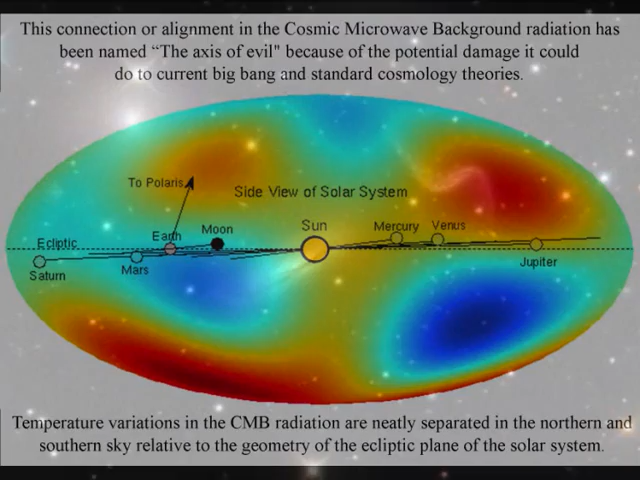 This connection or alignment in the Cosmic Microwave Background radiation has
been named “The axis of evil" because of the potential damage it could
do to current big bang and standard cosmology theories.
To Polaris
Side View of Solar System
Ecliptic
Earth
Moon
Sun
Mercury
Venus
Saturn
Mars
Jupiter
Temperature variations in the CMB radiation are neatly separated in the northern and
southern sky relative to the geometry of the ecliptic plane of the solar system.